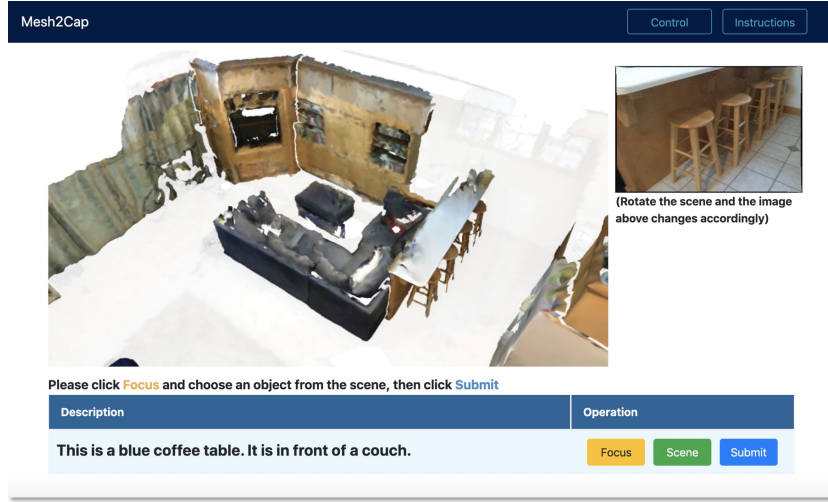 Mesh2Cap
Control
Instructions
(Rotate the scene and the image
above changes accordingly)
Please click Focus and choose an object from the scene, then click Submit
Description
Operation
This is a blue coffee table. It is in front of a couch.
Focus
Scene
Submit